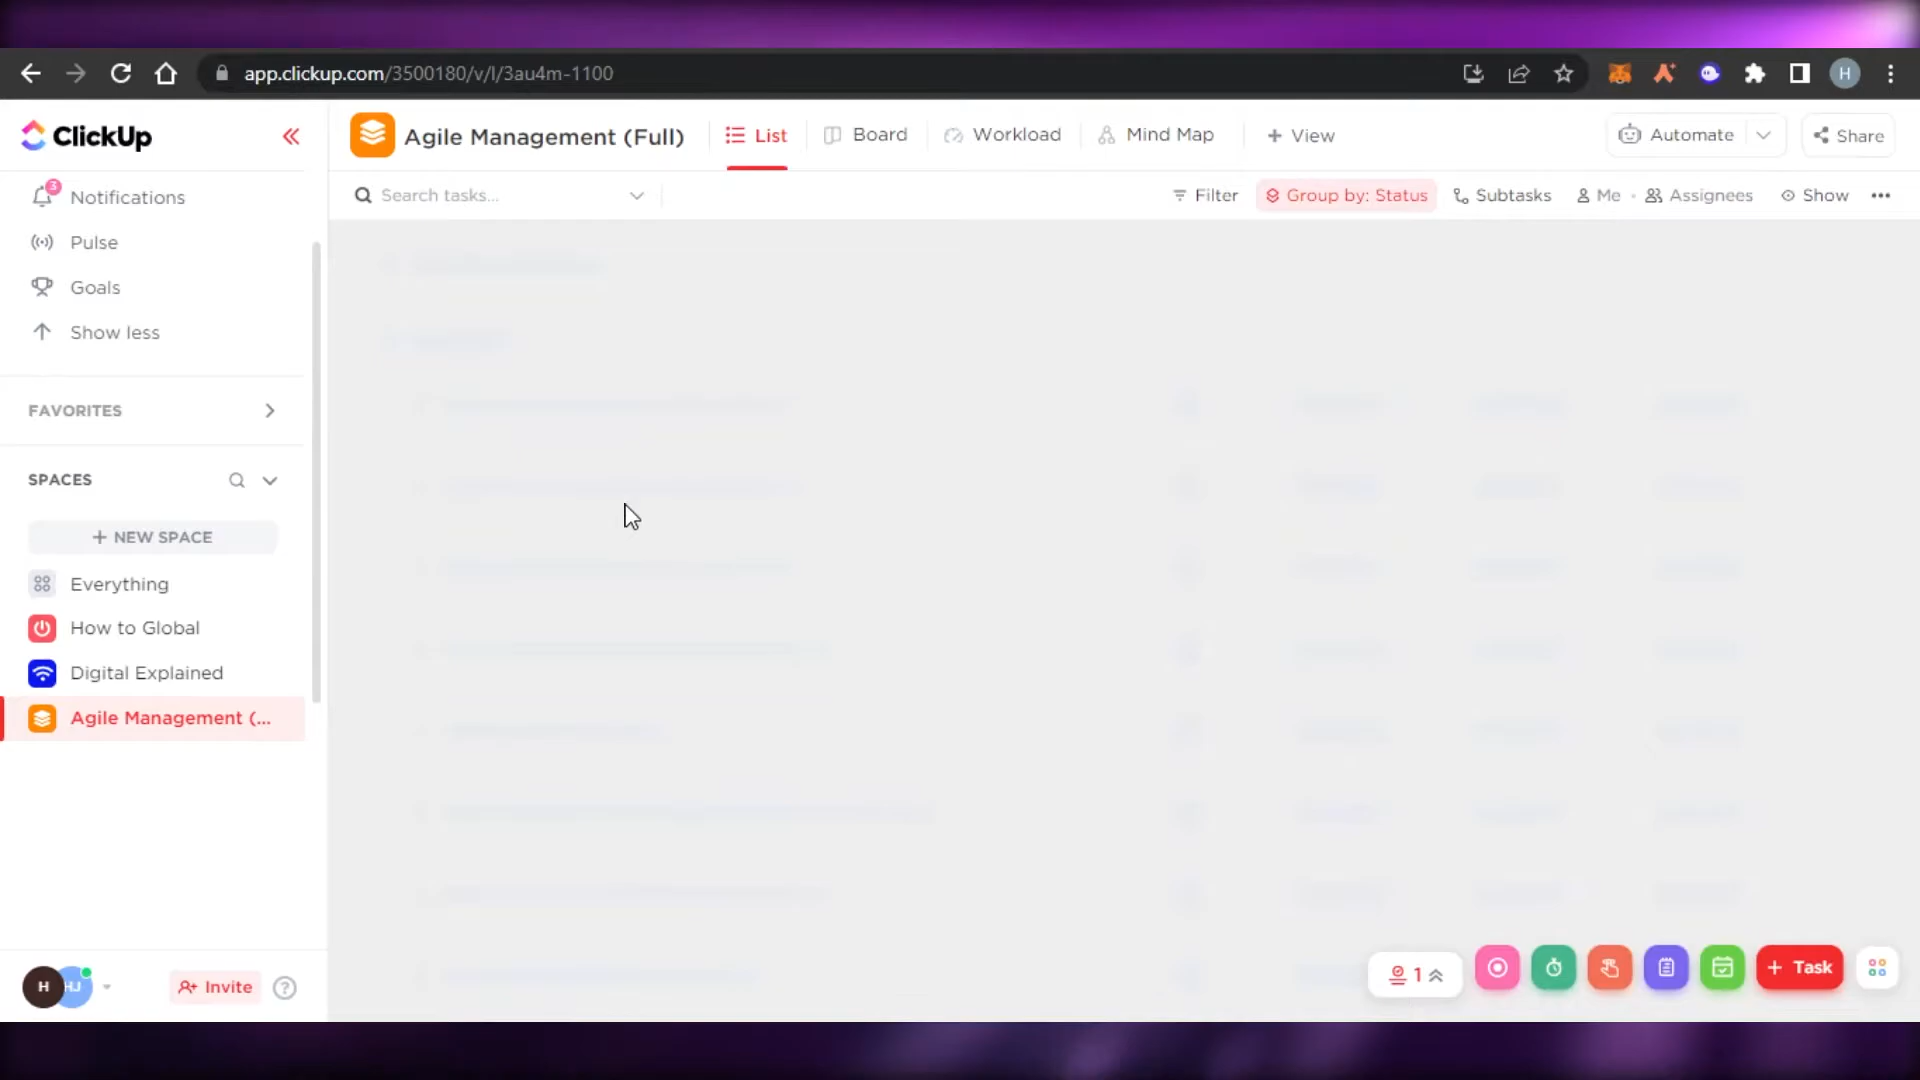 app.clickup.com/3500180/v/l/3au4m-1100
H
ClickUp
Agile Management (Full)
List
Board
Workload
Mind Map
+ View
Automate
Share
Search tasks...
Filter
Group by: Status
Subtasks
Me
Assignees
Show
3
Notifications
Pulse
Goals
Show less
FAVORITES
SPACES
+ NEW SPACE
Everything
How to Global
Digital Explained
Agile Management (...
H
HJ
Invite
?
1
+ Task